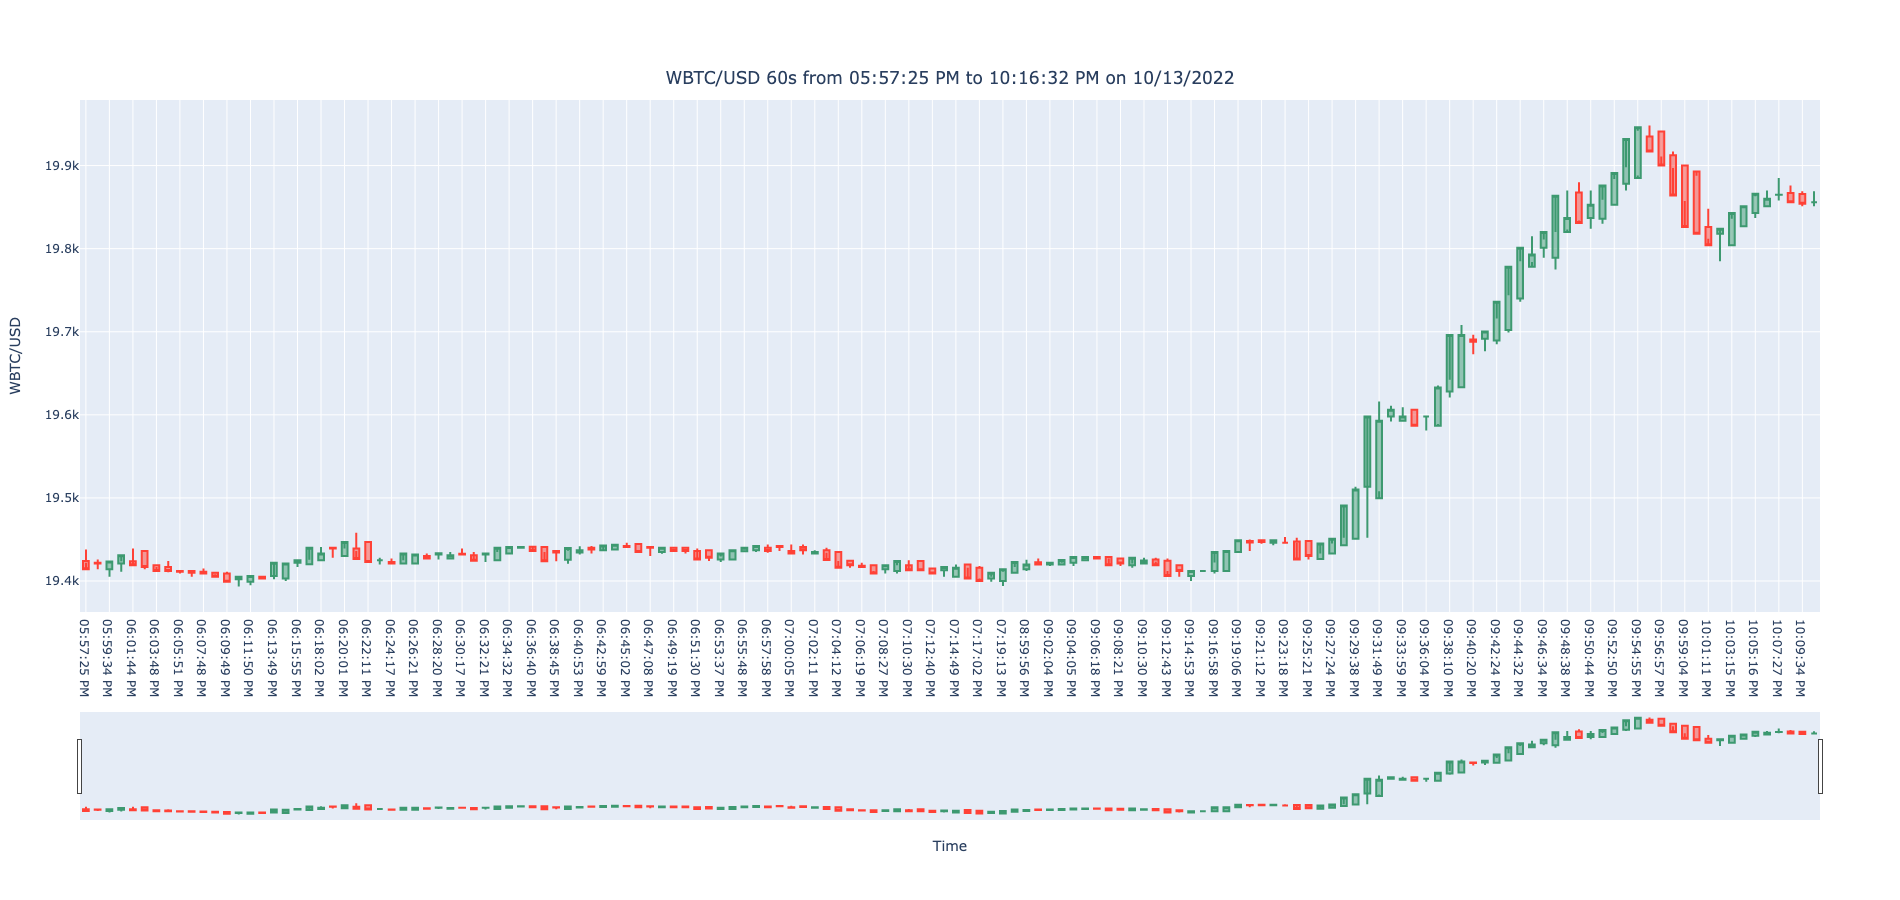 WBTC/USD 60s from 05:57:25 PM to 10:16:32 PM on 10/13/2022
WBTC/USD
19.9k
19.8k
19.7k
19.6k
19.5k
19.4k
05:57:25 PM
05:59:34 PM
06:01:44 PM
06:03:48 PM
06:05:51 PM
06:07:48 PM
06:09:49 PM
06:11:50 PM
06:13:49 PM
06:15:55 PM
06:18:02 PM
06:20:01 PM
06:22:11 PM
06:24:17 PM
06:26:21 PM
06:28:20 PM
06:30:17 PM
06:32:21 PM
06:34:32 PM
06:36:40 PM
06:38:45 PM
06:40:53 PM
06:42:59 PM
06:45:02 PM
06:47:08 PM
06:49:19 PM
06:51:30 PM
06:53:37 PM
06:55:48 PM
06:57:58 PM
07:00:05 PM
07:02:11 PM
07:04:12 PM
07:06:19 PM
07:08:27 PM
07:10:30 PM
07:12:40 PM
07:14:49 PM
07:17:02 PM
07:19:13 PM
08:59:56 PM
09:02:04 PM
09:04:05 PM
09:06:18 PM
09:08:21 PM
09:10:30 PM
09:12:43 PM
09:14:53 PM
09:16:58 PM
09:19:06 PM
09:21:12 PM
09:23:18 PM
09:25:21 PM
09:27:24 PM
09:29:38 PM
09:31:49 PM
09:33:59 PM
09:36:04 PM
09:38:10 PM
09:40:20 PM
09:42:24 PM
09:44:32 PM
09:46:34 PM
09:48:38 PM
09:50:44 PM
09:52:50 PM
09:54:55 PM
09:56:57 PM
09:59:04 PM
10:01:11 PM
10:03:15 PM
10:05:16 PM
10:07:27 PM
10:09:34 PM
Time